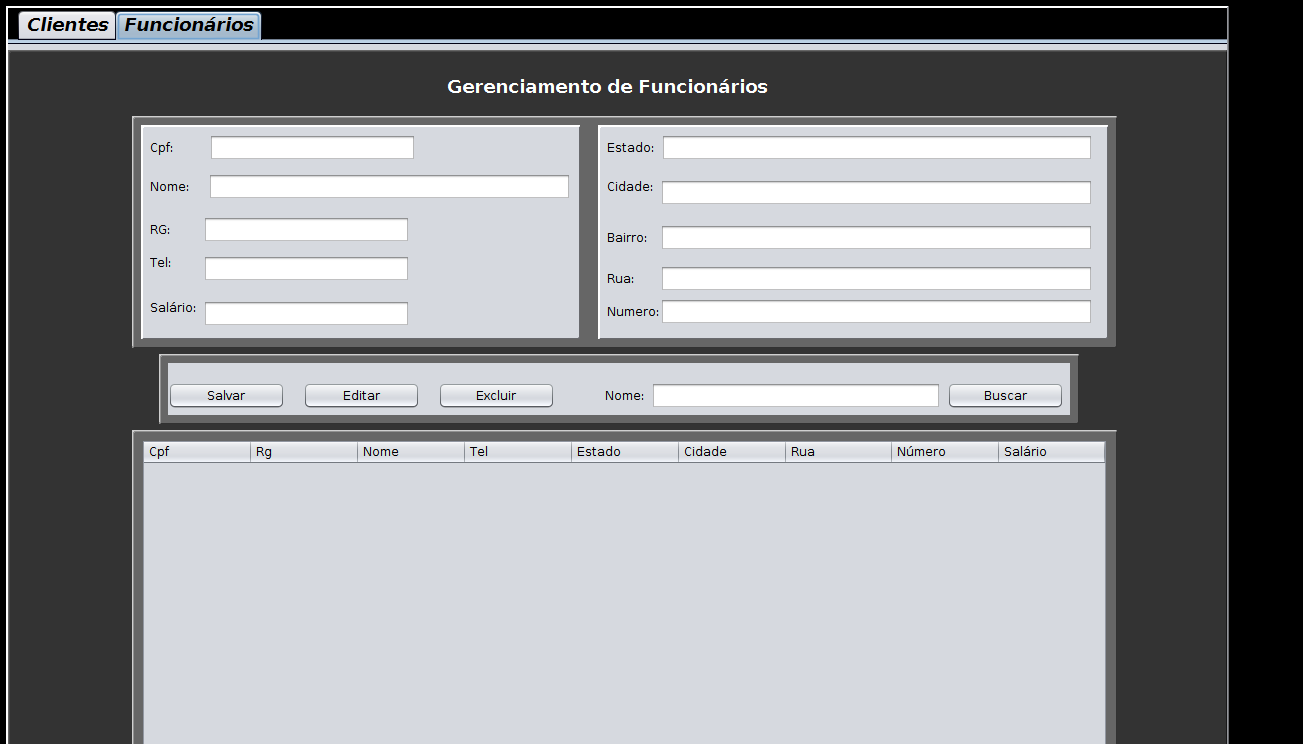 Clientes Funcionários
Gerenciamento de Funcionários
Cpf:
Nome:
RG:
Tel:
Salário:
Estado:
Cidade:
Bairro:
Rua:
Numero:
Salvar Editar Excluir Nome: Buscar
Cpf Rg Nome Tel Estado Cidade Rua Número Salário